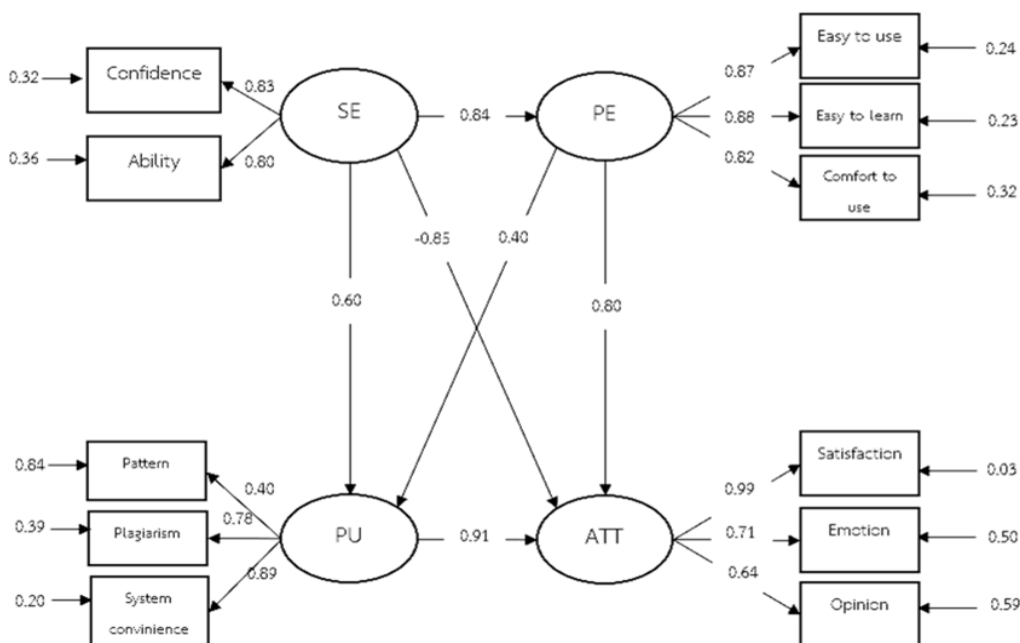 Easy to use
0.24
0.32
Confidence
0.83
0.87
SE
0.84
PE
0.88
Easy to learn
0.23
0.36
Ability
0.80
0.82
Comfort to
use
0.32
-0.85
0.40
0.60
0.80
0.84
Pattern
0.40
Satisfaction
0.03
0.99
0.39
Plagiarism
0.78
PU
0.91
ATT
0.71
Emotion
0.50
0.89
0.64
0.20
System
convinience
Opinion
0.59